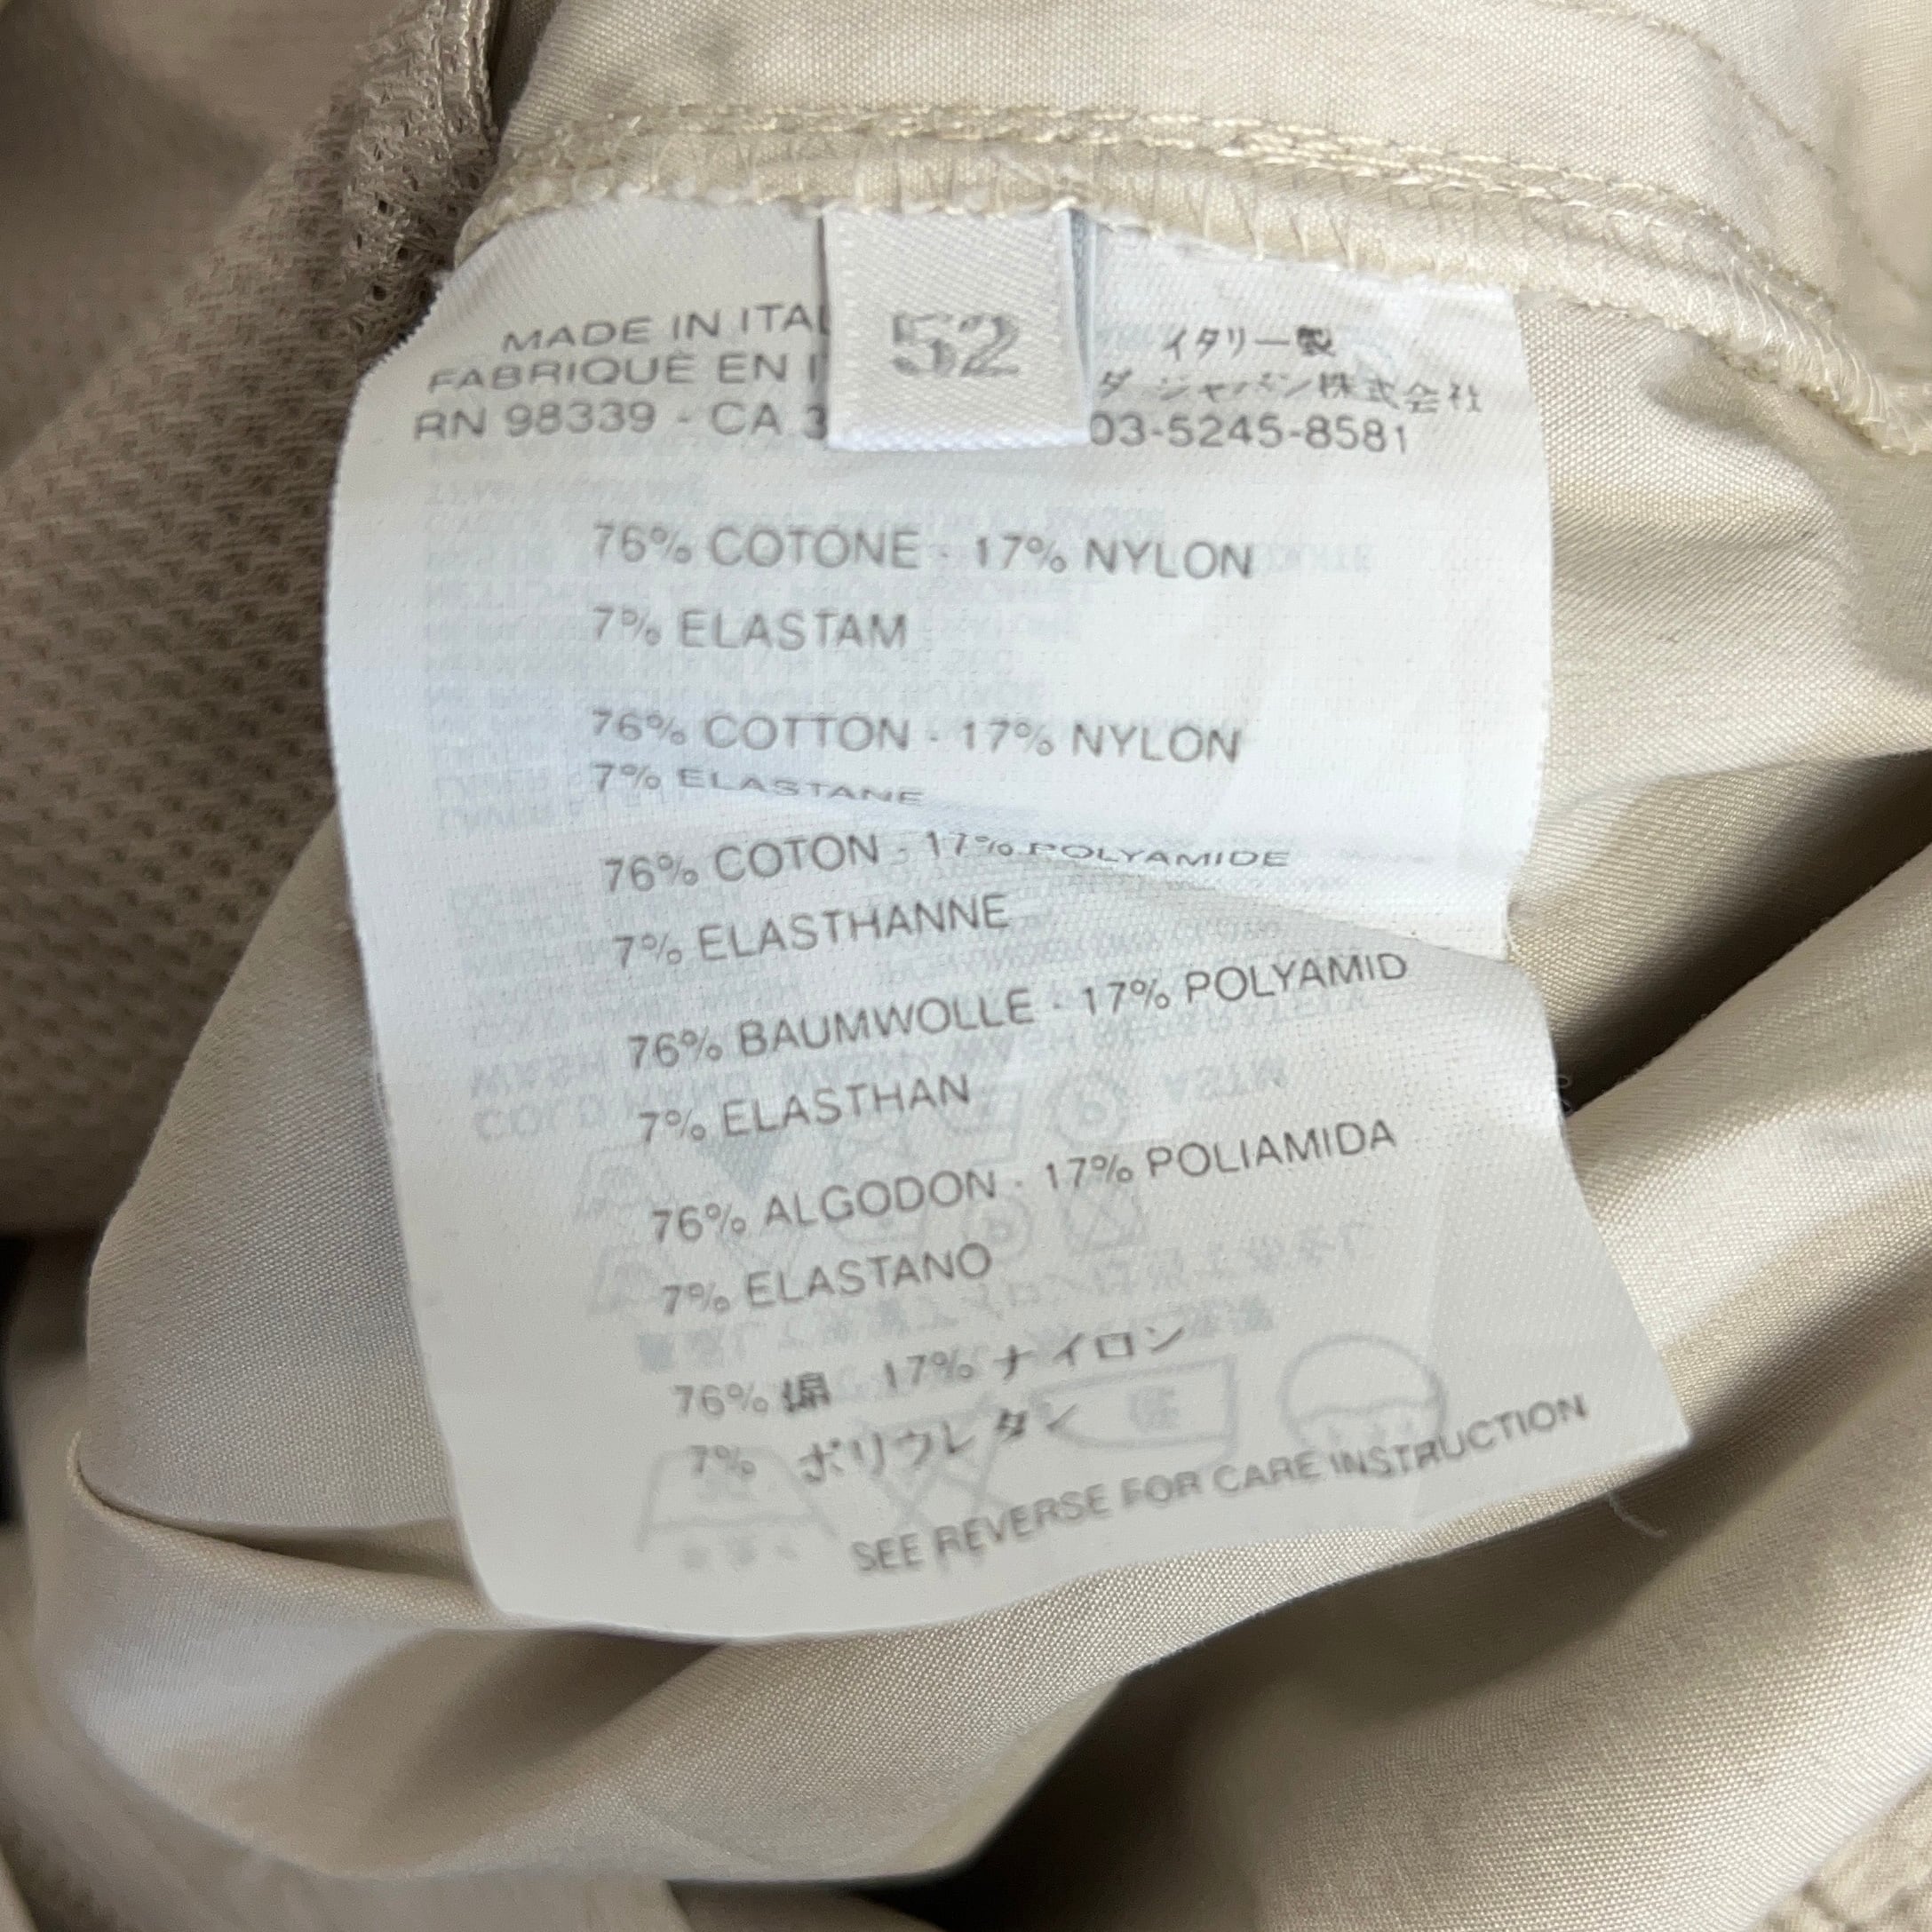 MADE IN ITAL
イタリー製
FABRIQUÉ EN I
ダ ジャパン株式会社
RN 98339 - CA 3
03-5245-8581
52
76% COTONE - 17% NYLON
7% ELASTAM
76% COTTON - 17% NYLON
7% ELASTANE
76% COTON - 17% POLYAMIDE
7% ELASTHANNE
76% BAUMWOLLE - 17% POLYAMID
7% ELASTHAN
76% ALGODON - 17% POLIAMIDA
7% ELASTANO
76% 綿 17% ナイロン
7% ポリウレタン
SEE REVERSE FOR CARE INSTRUCTION